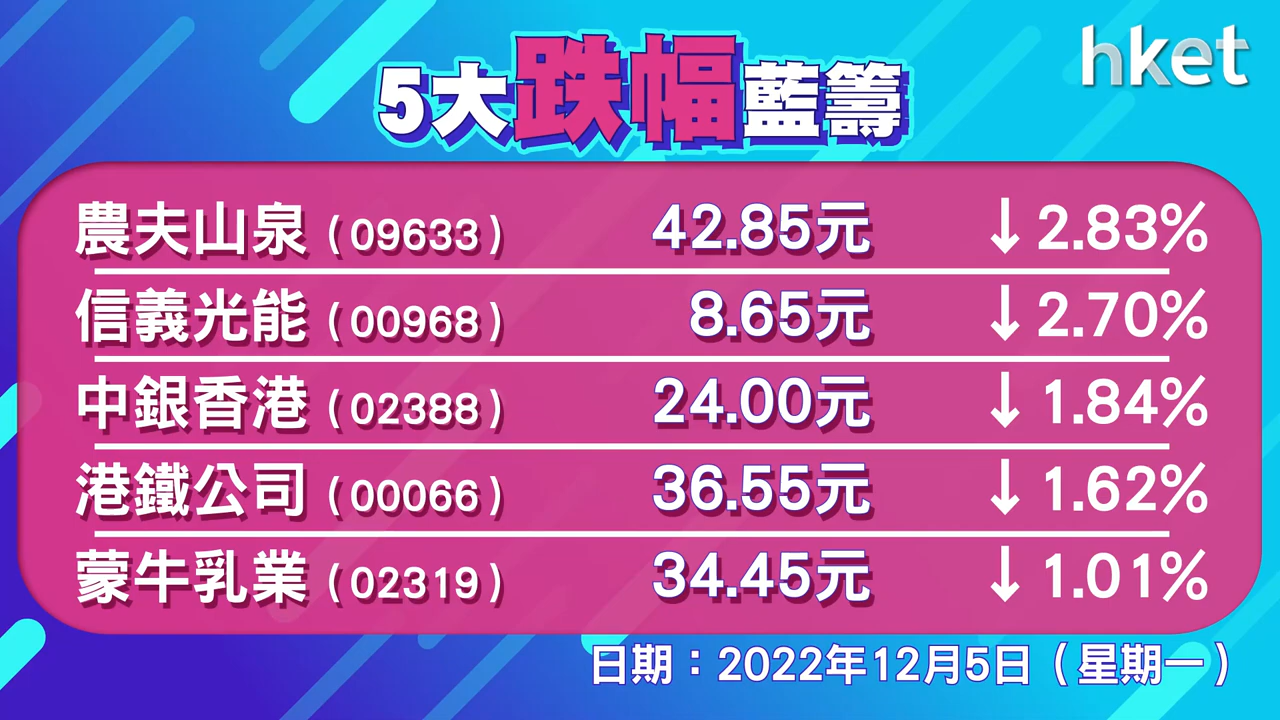 hket
5大跌幅藍籌
農夫山泉（09633） 42.85元 ↓2.83%
信義光能（00968） 8.65元 ↓2.70%
中銀香港（02388） 24.00元 ↓1.84%
港鐵公司（00066） 36.55元 ↓1.62%
蒙牛乳業（02319） 34.45元 ↓1.01%
日期：2022年12月5日（星期一）